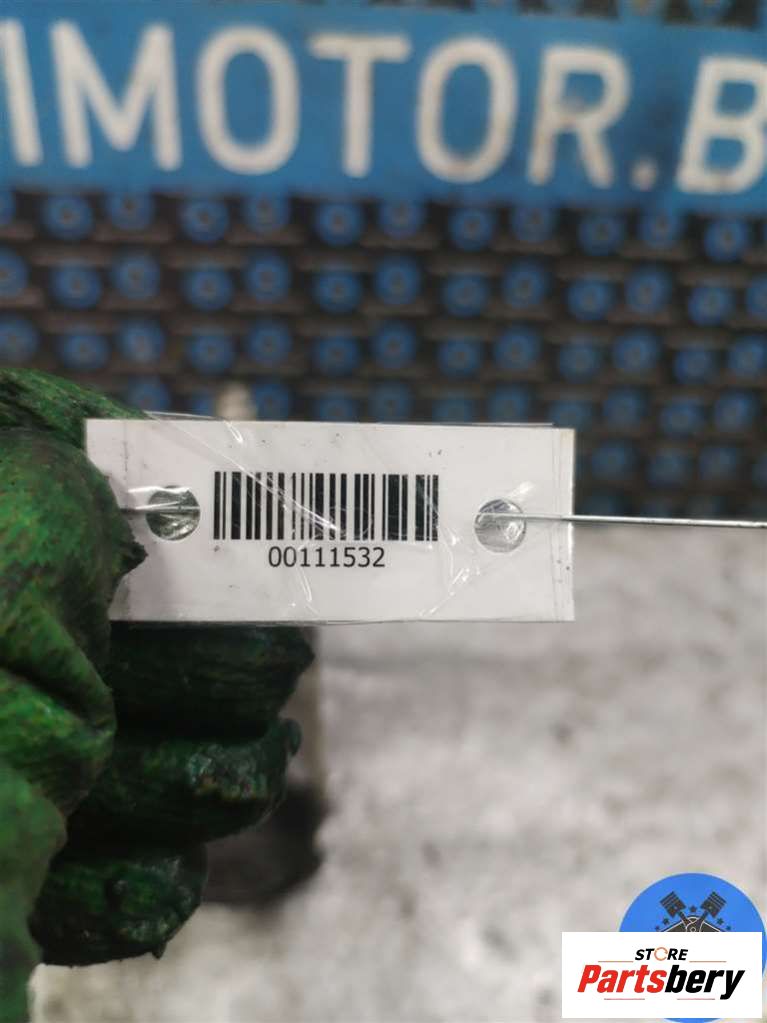 IMOTOR.B
00111532
STORE
Partsbery